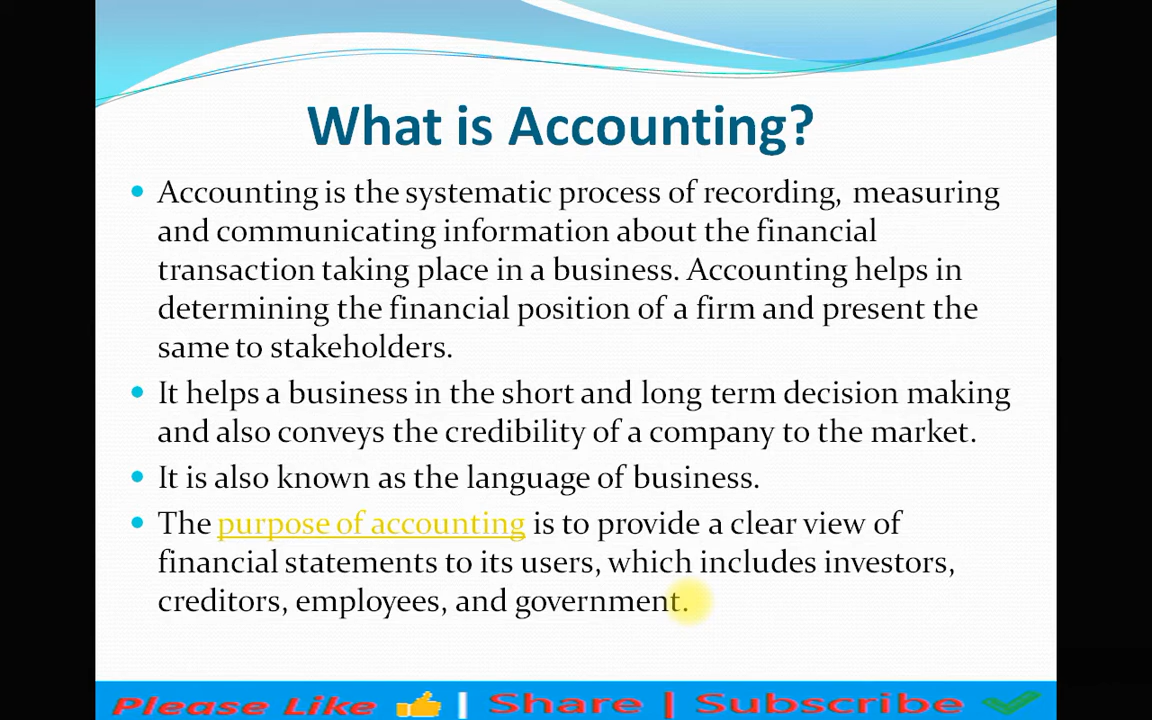 What is Accounting?
• Accounting is the systematic process of recording, measuring
and communicating information about the financial
transaction taking place in a business. Accounting helps in
determining the financial position of a firm and present the
same to stakeholders.
• It helps a business in the short and long term decision making
and also conveys the credibility of a company to the market.
• It is also known as the language of business.
• The purpose of accounting is to provide a clear view of
financial statements to its users, which includes investors,
creditors, employees, and government.
Please Like | Share | Subscribe